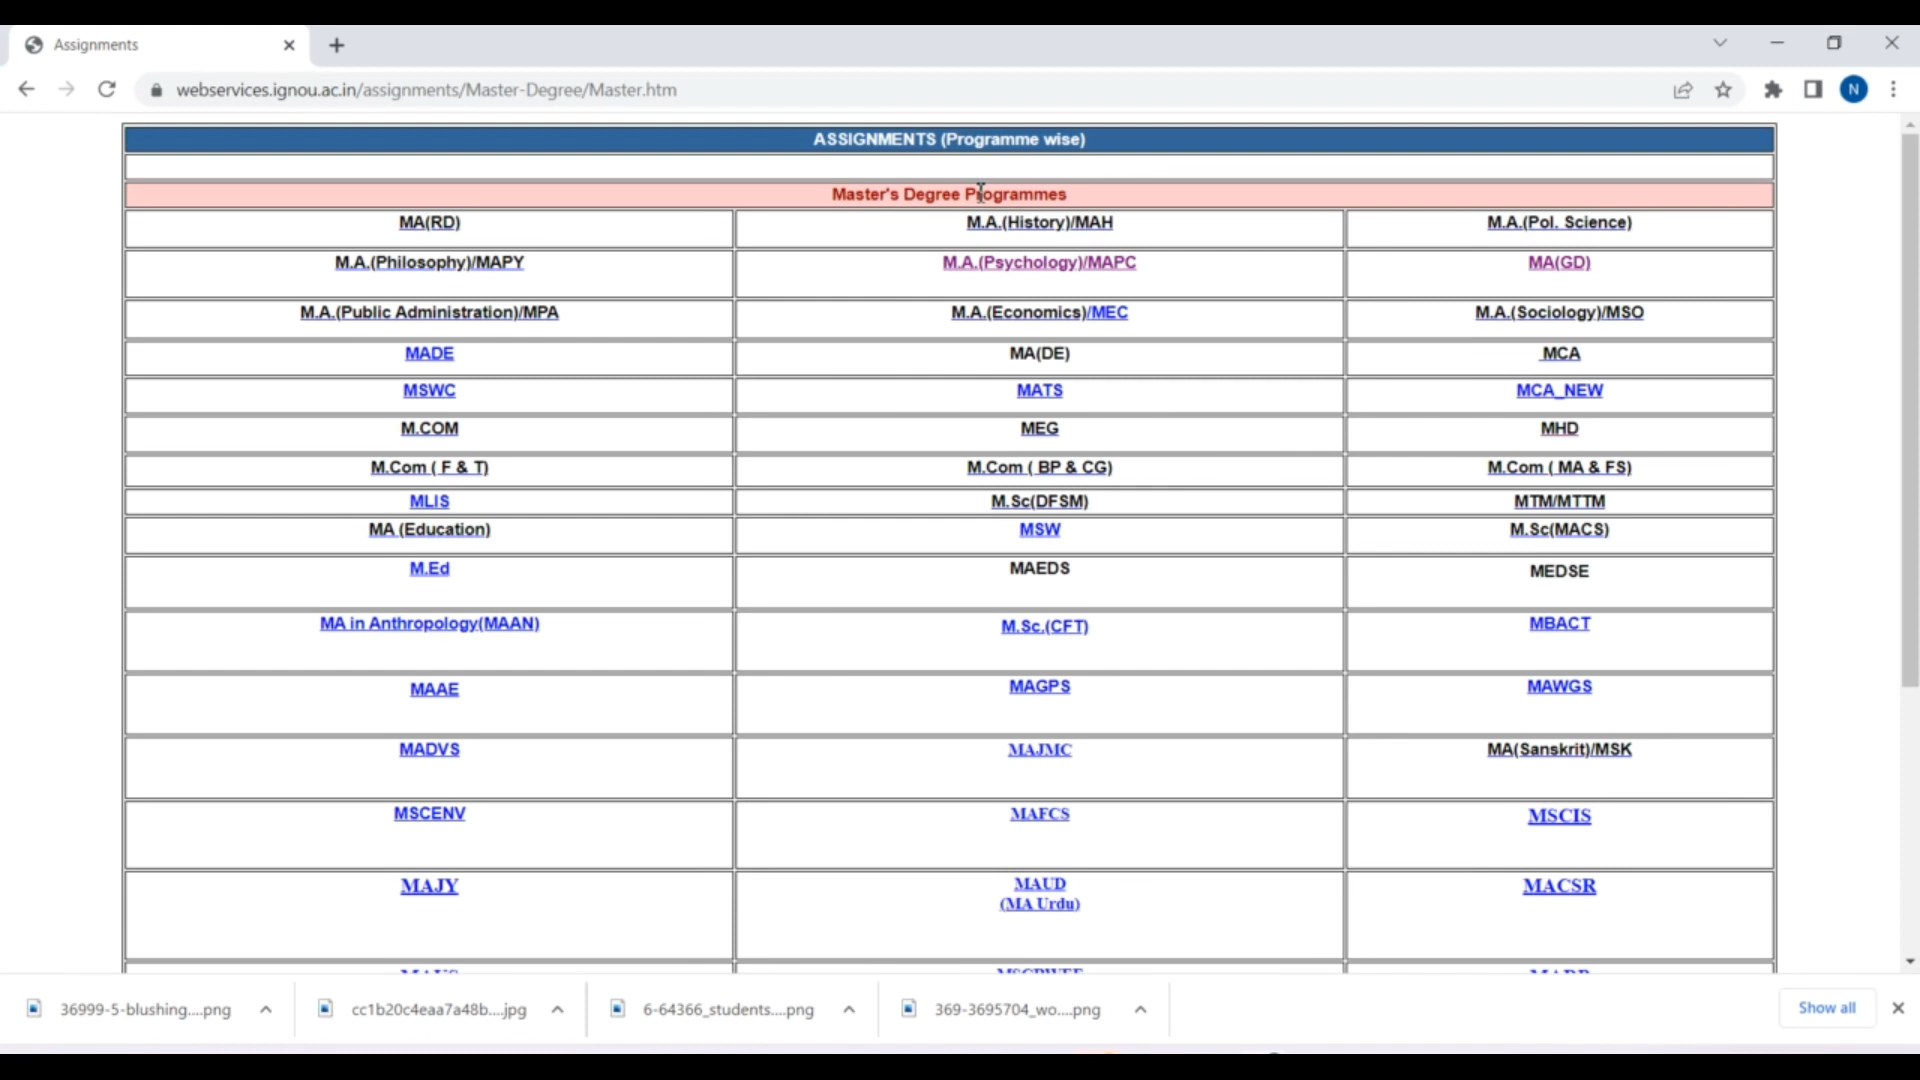 Assignments
webservices.ignou.ac.in/assignments/Master-Degree/Master.htm
N
ASSIGNMENTS (Programme wise)
Master's Degree Programmes
MA(RD) M.A.(History)/MAH M.A.(Pol. Science)
M.A.(Philosophy)/MAPY M.A.(Psychology)/MAPC MA(GD)
M.A.(Public Administration)/MPA M.A.(Economics)/MEC M.A.(Sociology)/MSO
MADE MA(DE) MCA
MSWC MATS MCA_NEW
M.COM MEG MHD
M.Com ( F & T) M.Com ( BP & CG) M.Com ( MA & FS)
MLIS M.Sc(DFSM) MTM/MTTM
MA (Education) MSW M.Sc(MACS)
M.Ed MAEDS MEDSE
MA in Anthropology(MAAN) M.Sc.(CFT) MBACT
MAAE MAGPS MAWGS
MADVS MAJMC MA(Sanskrit)/MSK
MSCENV MAFCS MSCIS
MAJY MAUD MACSR
(MA Urdu)
36999-5-blushing....png cc1b20c4eaa7a48b....jpg 6-64366_students....png 369-3695704_wo....png Show all